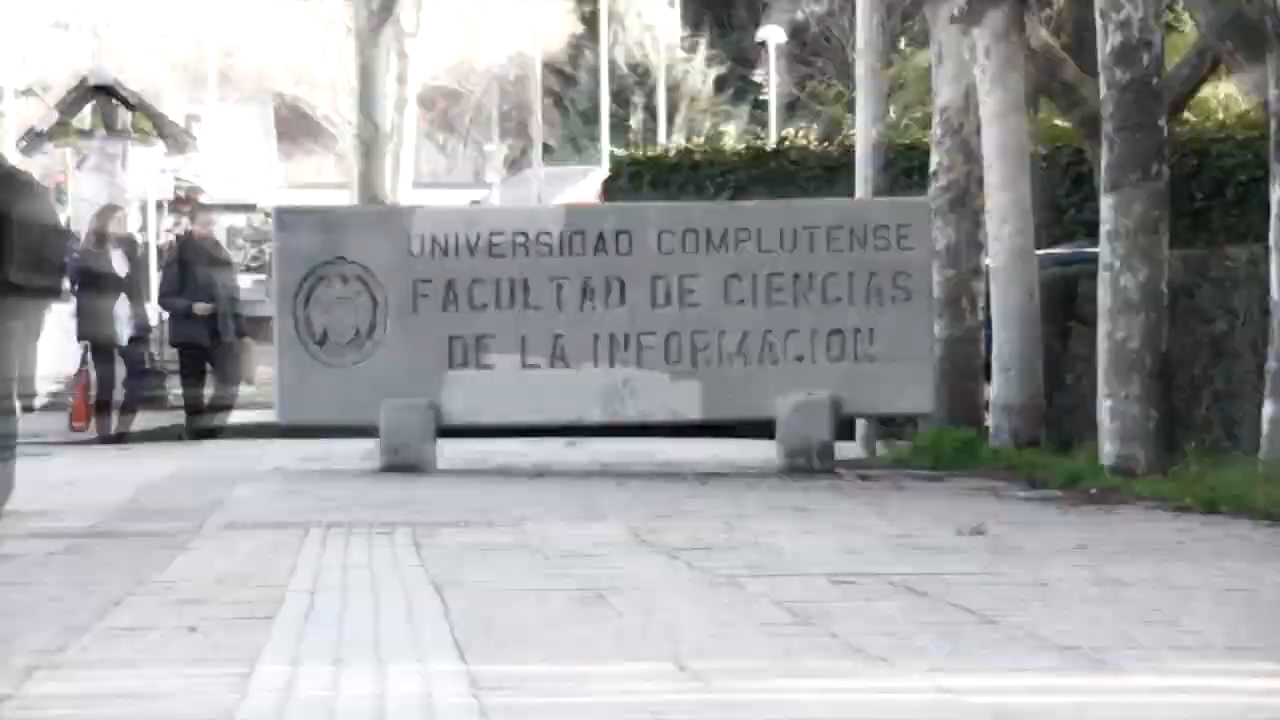 UNIVERSIDAD COMPLUTENSE
FACULTAD DE CIENCIAS
DE LA INFORMACION